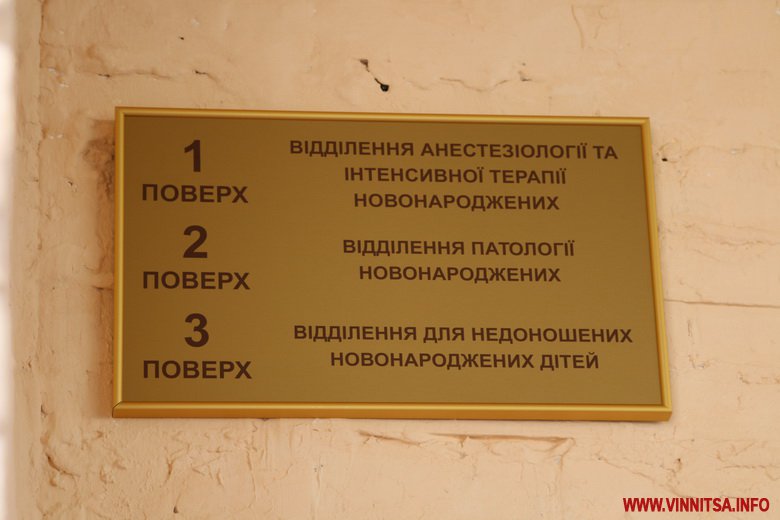 1
ПОВЕРХ
ВІДДІЛЕННЯ АНЕСТЕЗІОЛОГІЇ ТА
ІНТЕНСИВНОЇ ТЕРАПІЇ
НОВОНАРОДЖЕНИХ
2
ПОВЕРХ
ВІДДІЛЕННЯ ПАТОЛОГІЇ
НОВОНАРОДЖЕНИХ
3
ПОВЕРХ
ВІДДІЛЕННЯ ДЛЯ НЕДОНОШЕНИХ
НОВОНАРОДЖЕНИХ ДІТЕЙ
WWW.VINNITSA.INFO